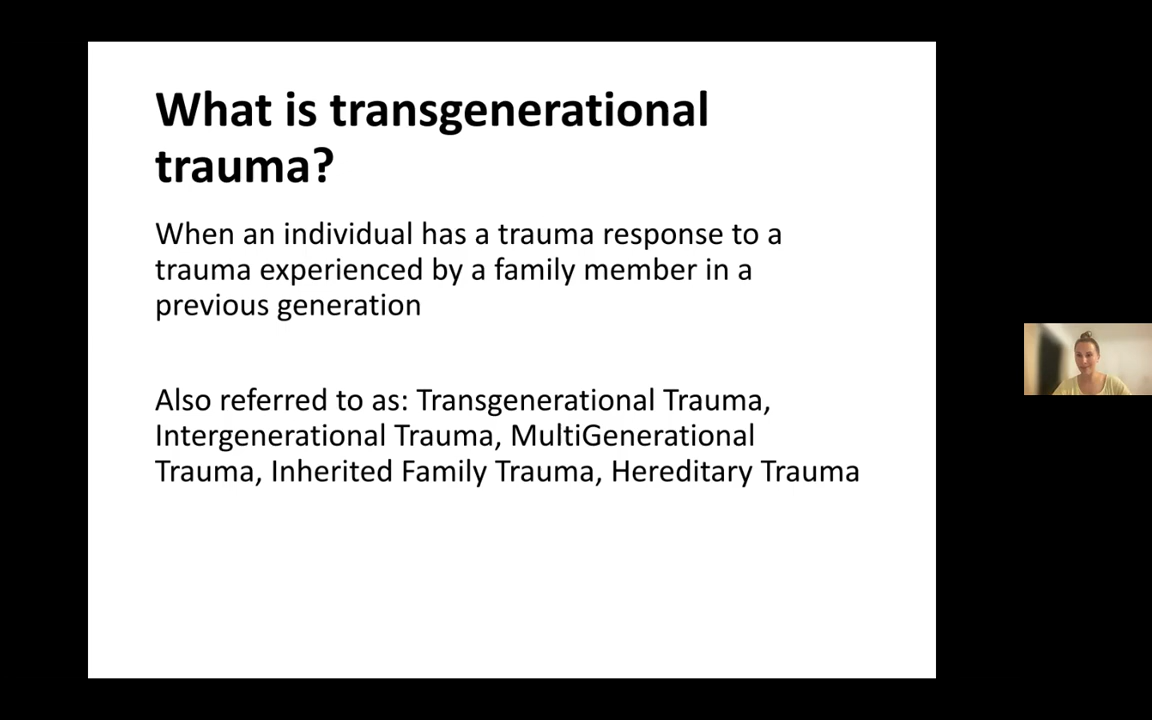 What is transgenerational
trauma?
When an individual has a trauma response to a
trauma experienced by a family member in a
previous generation
Also referred to as: Transgenerational Trauma,
Intergenerational Trauma, MultiGenerational
Trauma, Inherited Family Trauma, Hereditary Trauma